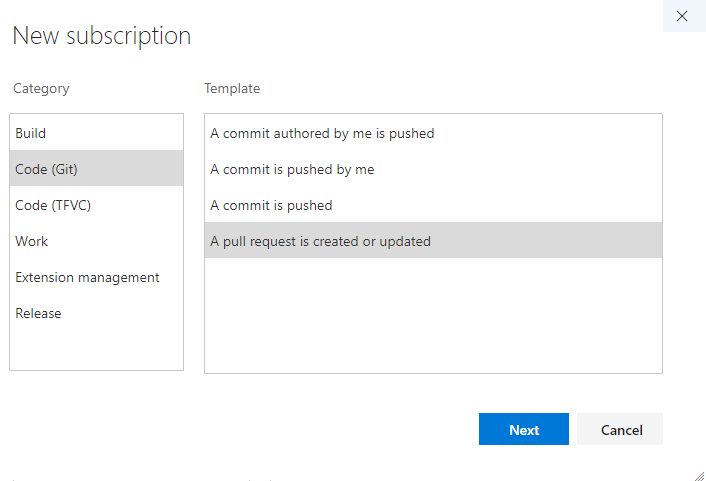 New subscription
Category
Template
Build
Code (Git)
Code (TFVC)
Work
Extension management
Release
A commit authored by me is pushed
A commit is pushed by me
A commit is pushed
A pull request is created or updated
Next
Cancel